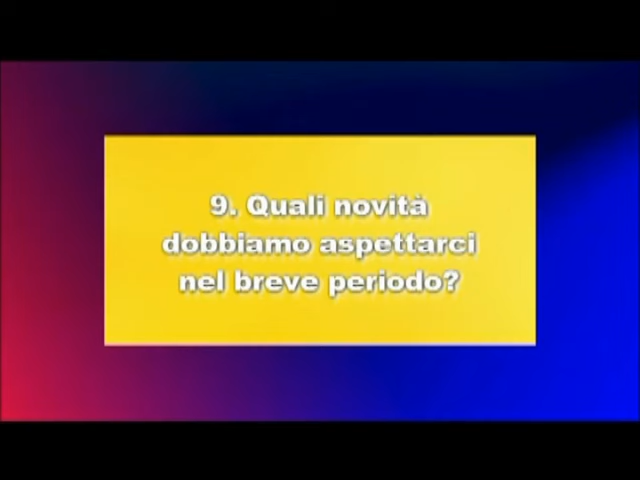 9. Quali novità
dobbiamo aspettarci
nel breve periodo?